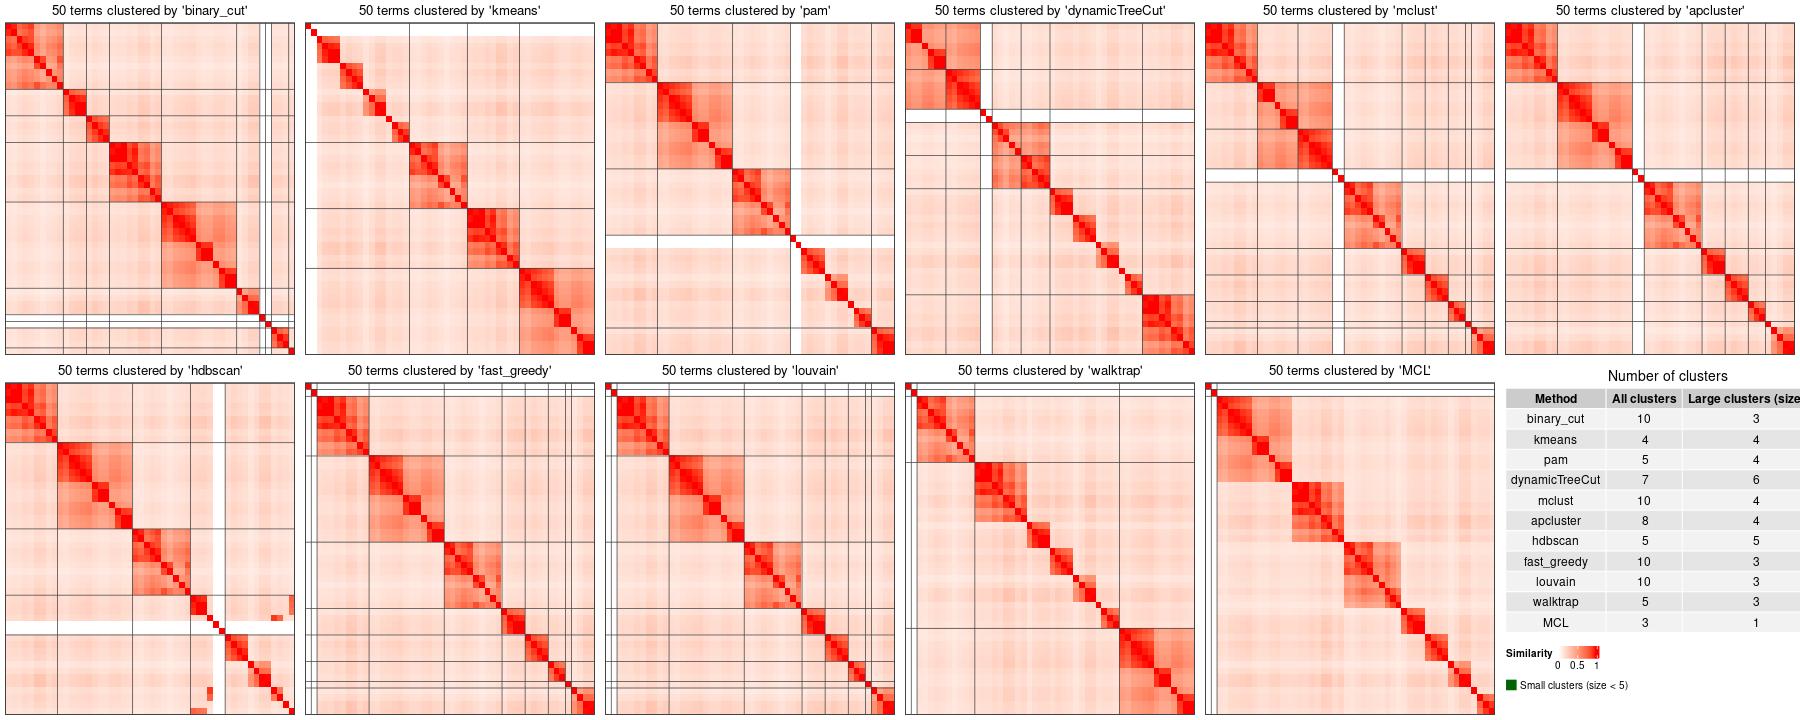 50 terms clustered by 'binary_cut'
50 terms clustered by 'kmeans'
50 terms clustered by 'pam'
50 terms clustered by 'dynamicTreeCut'
50 terms clustered by 'mclust'
50 terms clustered by 'apcluster'
50 terms clustered by 'hdbscan'
50 terms clustered by 'fast_greedy'
50 terms clustered by 'louvain'
50 terms clustered by 'walktrap'
50 terms clustered by 'MCL'
Number of clusters
Method All clusters Large clusters (size
binary_cut 10 3
kmeans 4 4
pam 5 4
dynamicTreeCut 7 6
mclust 10 4
apcluster 8 4
hdbscan 5 5
fast_greedy 10 3
louvain 10 3
walktrap 5 3
MCL 3 1
Similarity
0 0.5 1
Small clusters (size < 5)